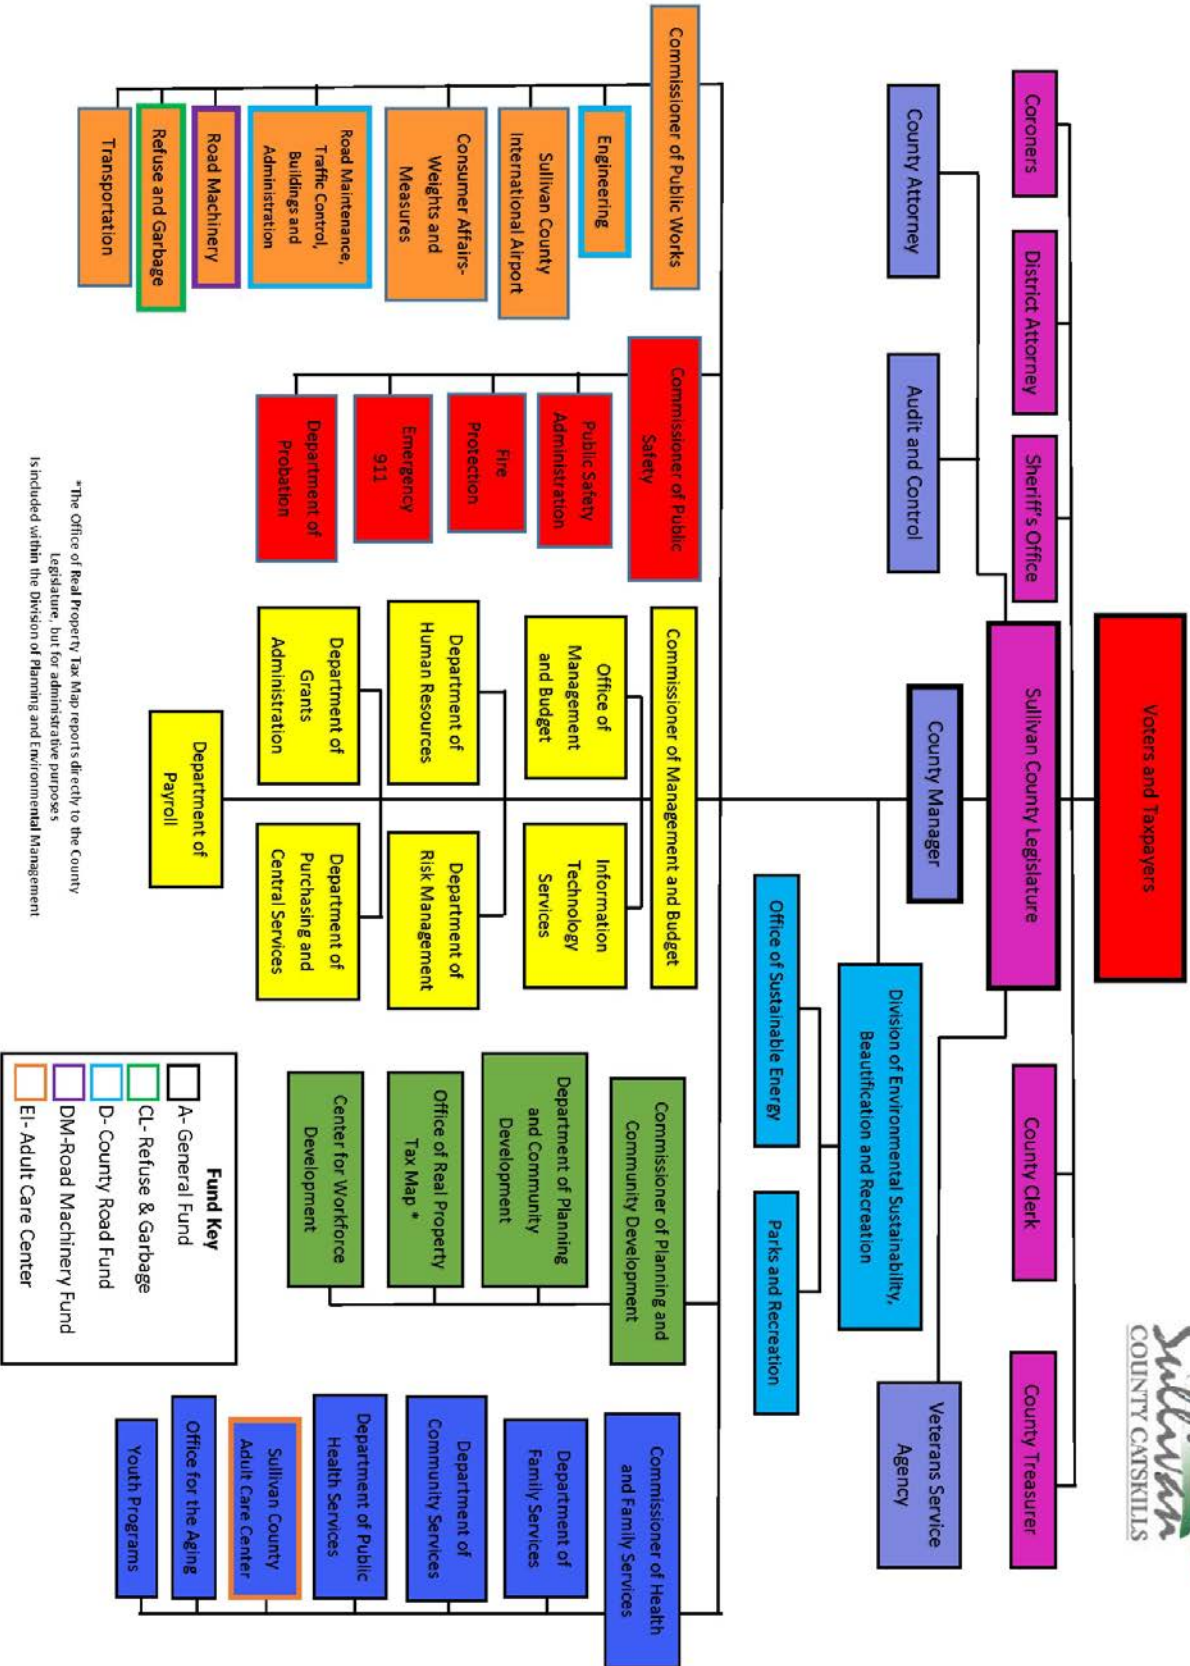 Sullivan
COUNTY CATSKILLS
Voters and Taxpayers
Coroners
District Attorney
Sheriff's Office
Sullivan County Legislature
County Clerk
County Treasurer
County Attorney
Audit and Control
County Manager
Veterans Service
Agency
Division of Environmental Sustainability,
Beautification and Recreation
Office of Sustainable Energy
Parks and Recreation
Commissioner of Public Works
Engineering
Sullivan County
International Airport
Consumer Affairs-
Weights and
Measures
Road Maintenance,
Traffic Control,
Buildings and
Administration
Road Machinery
Refuse and Garbage
Transportation
Commissioner of Public
Safety
Public Safety
Administration
Fire
Protection
Emergency
911
Department of
Probation
Commissioner of Management and Budget
Office of
Management
and Budget
Information
Technology
Services
Department of
Human Resources
Department of
Risk Management
Department of
Grants
Administration
Department of
Purchasing and
Central Services
Department of
Payroll
Commissioner of Planning and
Community Development
Department of Planning
and Community
Development
Office of Real Property
Tax Map *
Center for Workforce
Development
Commissioner of Health
and Family Services
Department of
Family Services
Department of
Community Services
Department of Public
Health Services
Sullivan County
Adult Care Center
Office for the Aging
Youth Programs
*The Office of Real Property Tax Map reports directly to the County
Legislature, but for administrative purposes
Is included within the Division of Planning and Environmental Management
Fund Key
A- General Fund
CL- Refuse & Garbage
D- County Road Fund
DM-Road Machinery Fund
EI- Adult Care Center